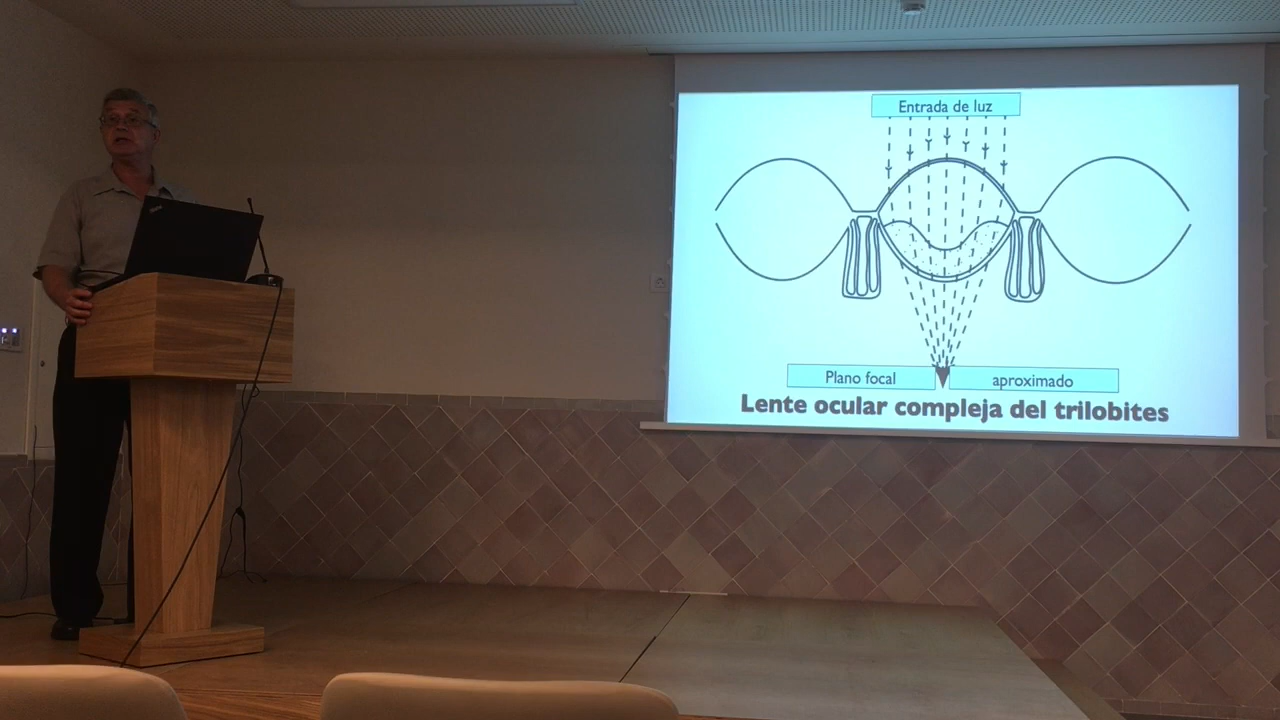 Entrada de luz
Plano focal
aproximado
Lente ocular compleja del trilobites